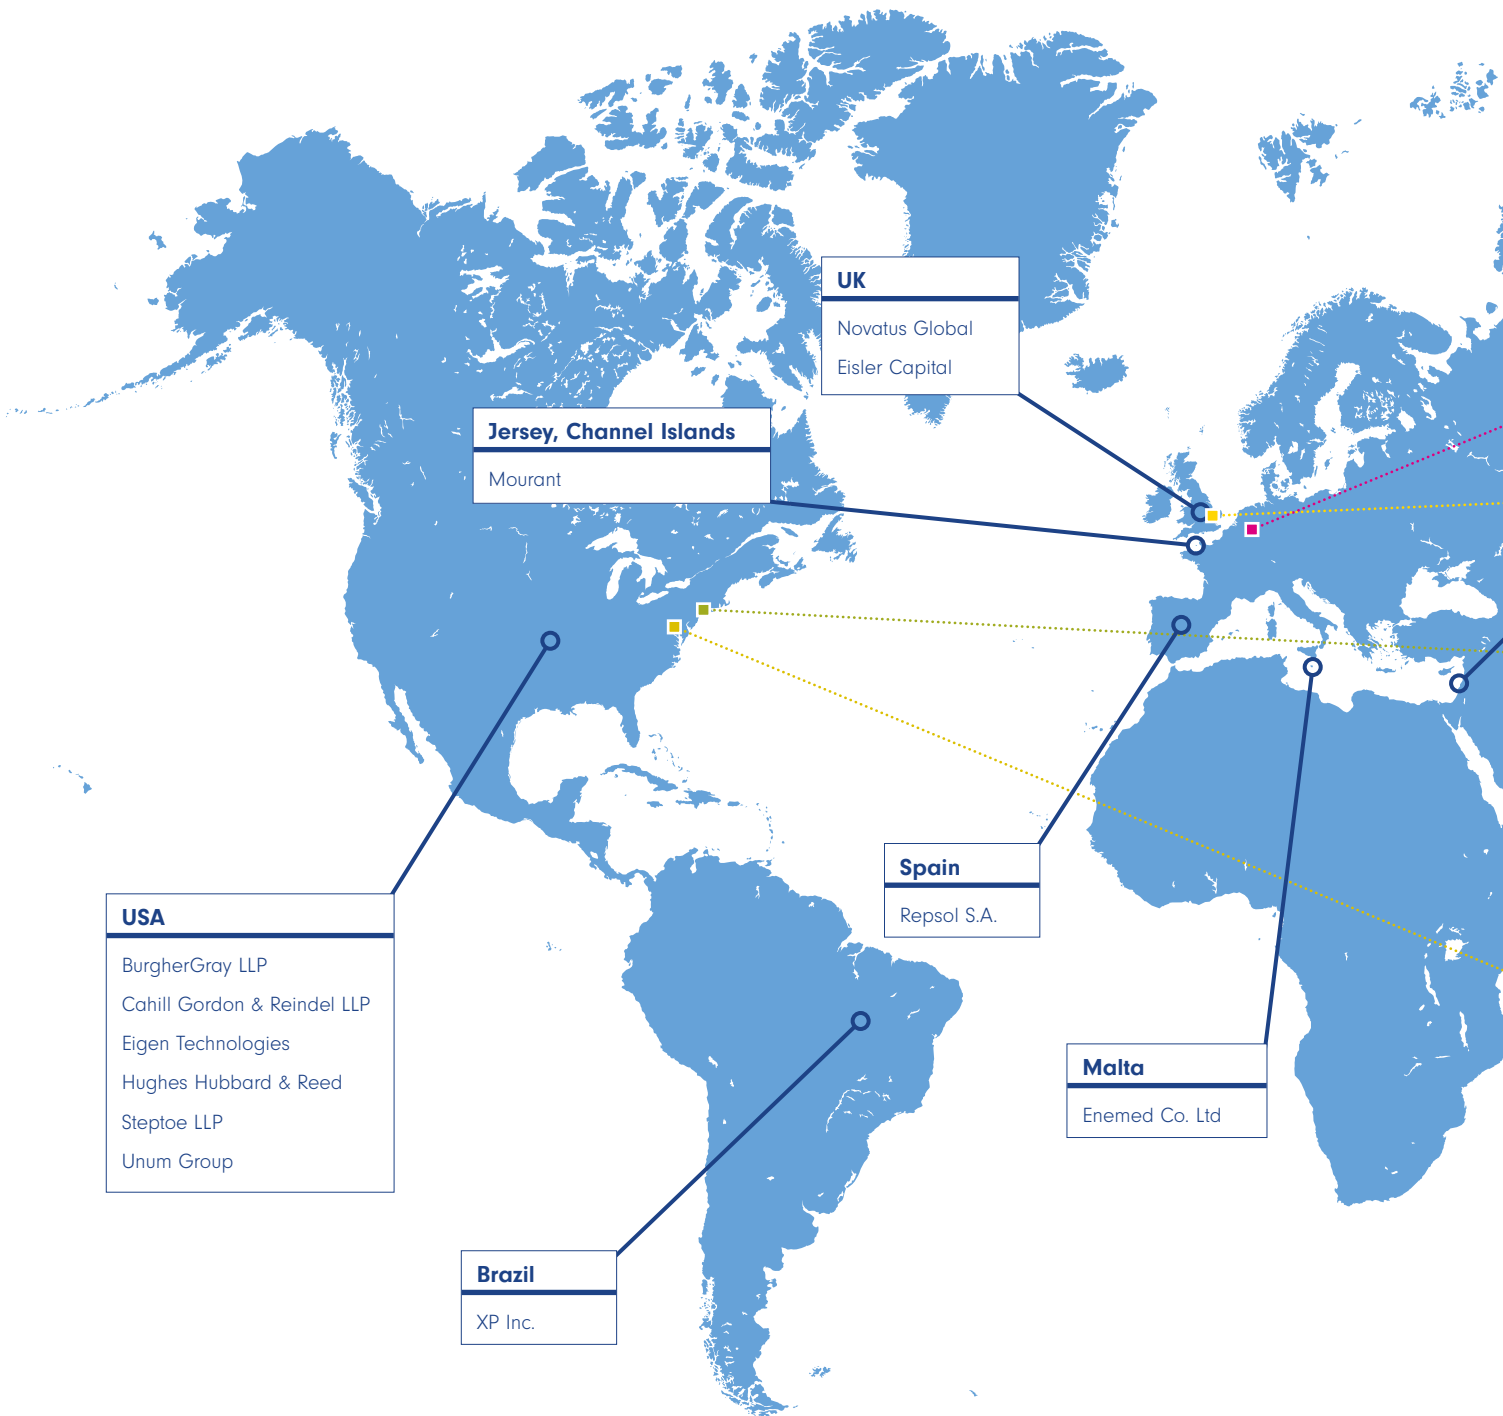 UK
Novatus Global
Eisler Capital
Jersey, Channel Islands
Mourant
Spain
Repsol S.A.
USA
BurgherGray LLP
Cahill Gordon & Reindel LLP
Eigen Technologies
Hughes Hubbard & Reed
Steptoe LLP
Unum Group
Malta
Enemed Co. Ltd
Brazil
XP Inc.